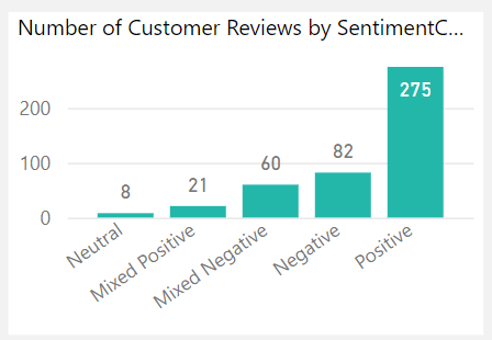 Number of Customer Reviews by SentimentC...
275
200
82
60
100
21
8
0
Neutral
Mixed Positive
Mixed Negative
Negative
Positive